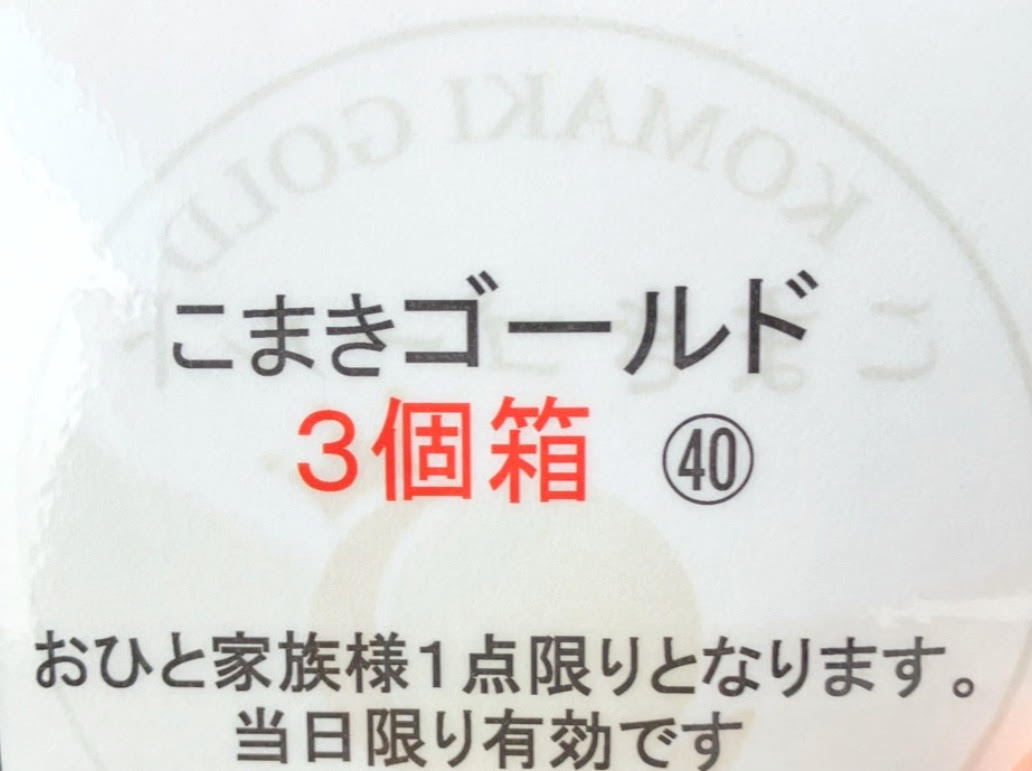 KOMAKI GOLD
こまきゴールド
3個箱 ㊵
おひと家族様1点限りとなります。
当日限り有効です